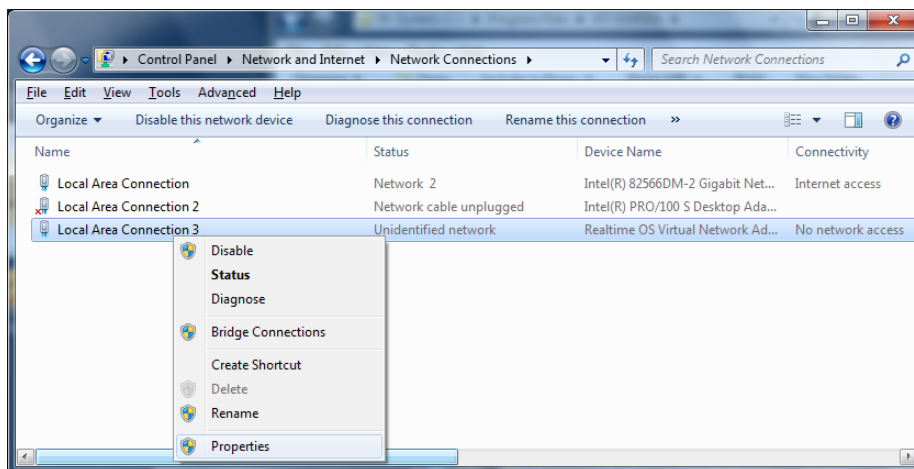 Control Panel ▸ Network and Internet ▸ Network Connections ▸ Search Network Connections
File Edit View Tools Advanced Help
Organize Disable this network device Diagnose this connection Rename this connection »
Name Status Device Name Connectivity
Local Area Connection Network 2 Intel(R) 82566DM-2 Gigabit Net... Internet access
Local Area Connection 2 Network cable unplugged Intel(R) PRO/100 S Desktop Ada...
Local Area Connection 3 Unidentified network Realtime OS Virtual Network Ad... No network access
Disable
Status
Diagnose
Bridge Connections
Create Shortcut
Delete
Rename
Properties